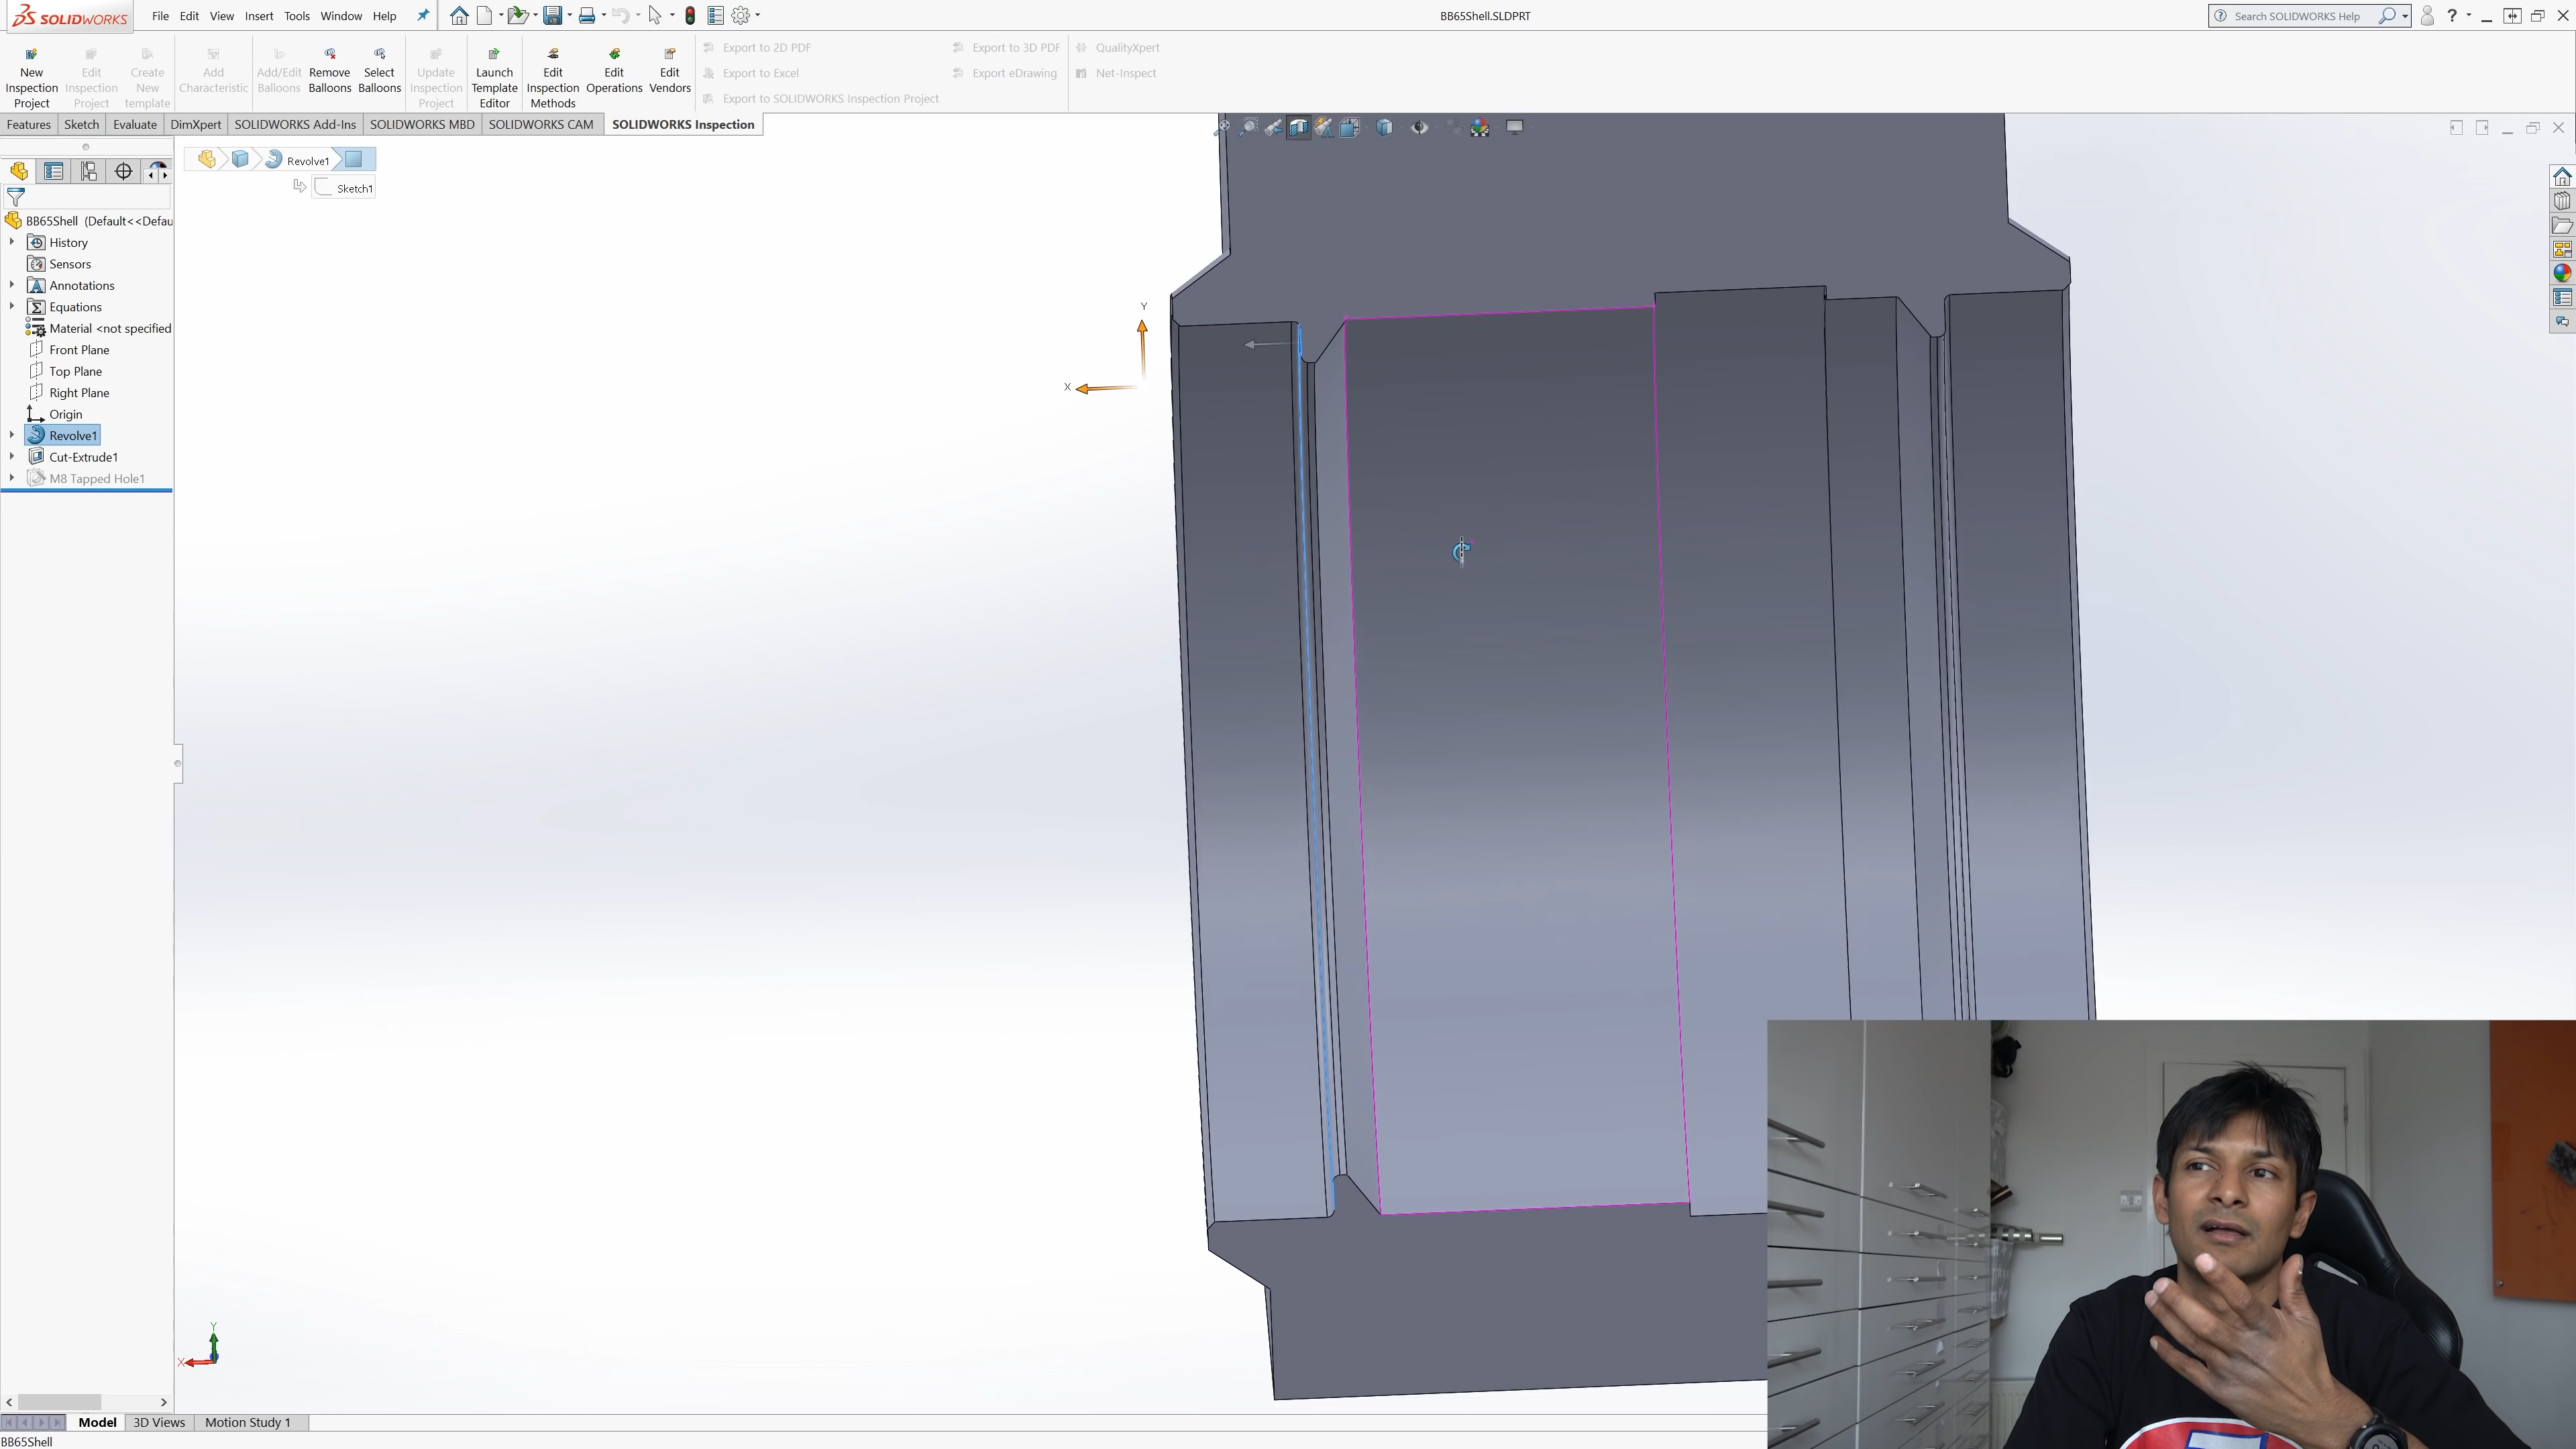 SOLIDWORKS File Edit View Insert Tools Window Help BB65Shell.SLDPRT Search SOLIDWORKS Help ?
New Inspection Project
Edit Inspection Project
Create New template
Add Characteristic
Add/Edit Balloons
Remove Balloons
Select Balloons
Update Inspection Project
Launch Template Editor
Edit Inspection Methods
Edit Operations
Edit Vendors
Export to 2D PDF
Export to Excel
Export to SOLIDWORKS Inspection Project
Export to 3D PDF
Export eDrawing
QualityXpert
Net-Inspect
Features Sketch Evaluate DimXpert SOLIDWORKS Add-Ins SOLIDWORKS MBD SOLIDWORKS CAM SOLIDWORKS Inspection
Revolve1
Sketch1
BB65Shell (Default<<Defau
History
Sensors
Annotations
Equations
Material <not specified
Front Plane
Top Plane
Right Plane
Origin
Revolve1
Cut-Extrude1
M8 Tapped Hole1
Y
X
Y
X
Model 3D Views Motion Study 1
BB65Shell